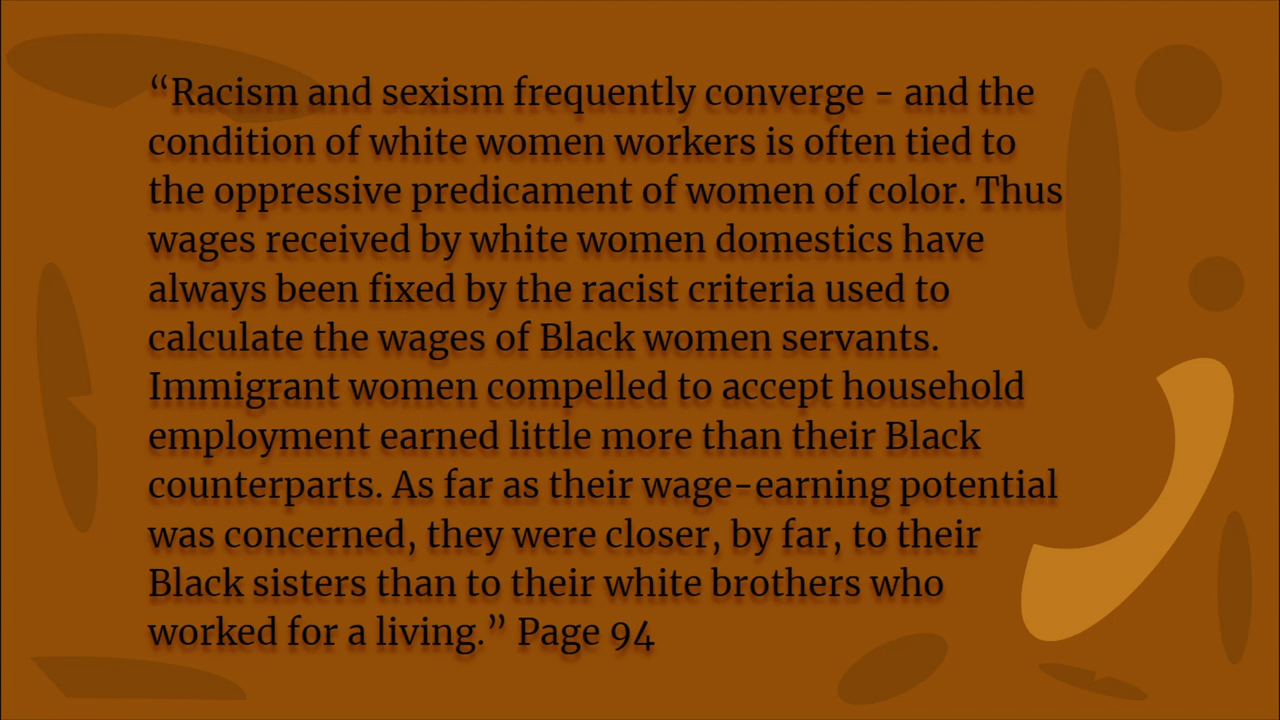 “Racism and sexism frequently converge - and the
condition of white women workers is often tied to
the oppressive predicament of women of color. Thus
wages received by white women domestics have
always been fixed by the racist criteria used to
calculate the wages of Black women servants.
Immigrant women compelled to accept household
employment earned little more than their Black
counterparts. As far as their wage-earning potential
was concerned, they were closer, by far, to their
Black sisters than to their white brothers who
worked for a living.” Page 94